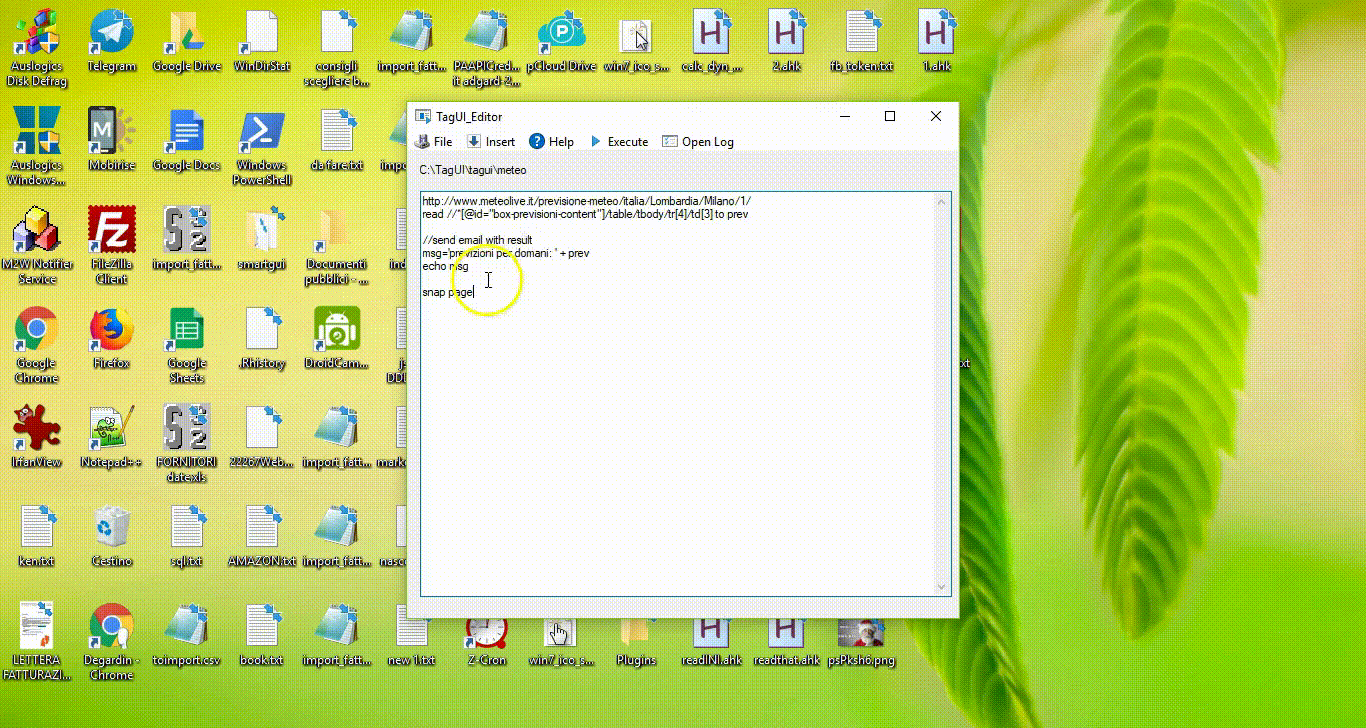 Auslogics Disk Defrag
Telegram
Google Drive
WinDirStat
consigli scegliere b...
import_fatt...
PAAPICred... it adgard-2...
pCloud Drive
win7_ico_s...
calc_dyn_...
2.ahk
fb_token.txt
1.ahk
TagUI_Editor
File Insert Help Execute Open Log
C:\TagUI\tagui\meteo
http://www.meteolive.it/previsione-meteo/italia/Lombardia/Milano/1/
read //*[@id="box-previsioni-content"]/table/tbody/tr[4]/td[3] to prev
//send email with result
msg='previzioni per domani: ' + prev
echo msg
snap page
Auslogics Windows...
Mobirise
Google Docs
Windows PowerShell
da fare.txt
M2W Notifier Service
FileZilla Client
import_fatt...
smartgui
Documenti pubblici - ...
Google Chrome
Firefox
Google Sheets
.Rhistory
DroidCam...
IrfanView
Notepad++
FORNITORI date.xls
22267Web...
import_fatt...
ken.txt
Cestino
sql.txt
AMAZON.txt
import_fatt...
LETTERA FATTURAZI...
Degardin - Chrome
toimport.csv
book.txt
import_fatt...
new 1.txt
Z-Cron
win7_ico_s...
Plugins
readINI.ahk
readthat.ahk
psPksh6.png